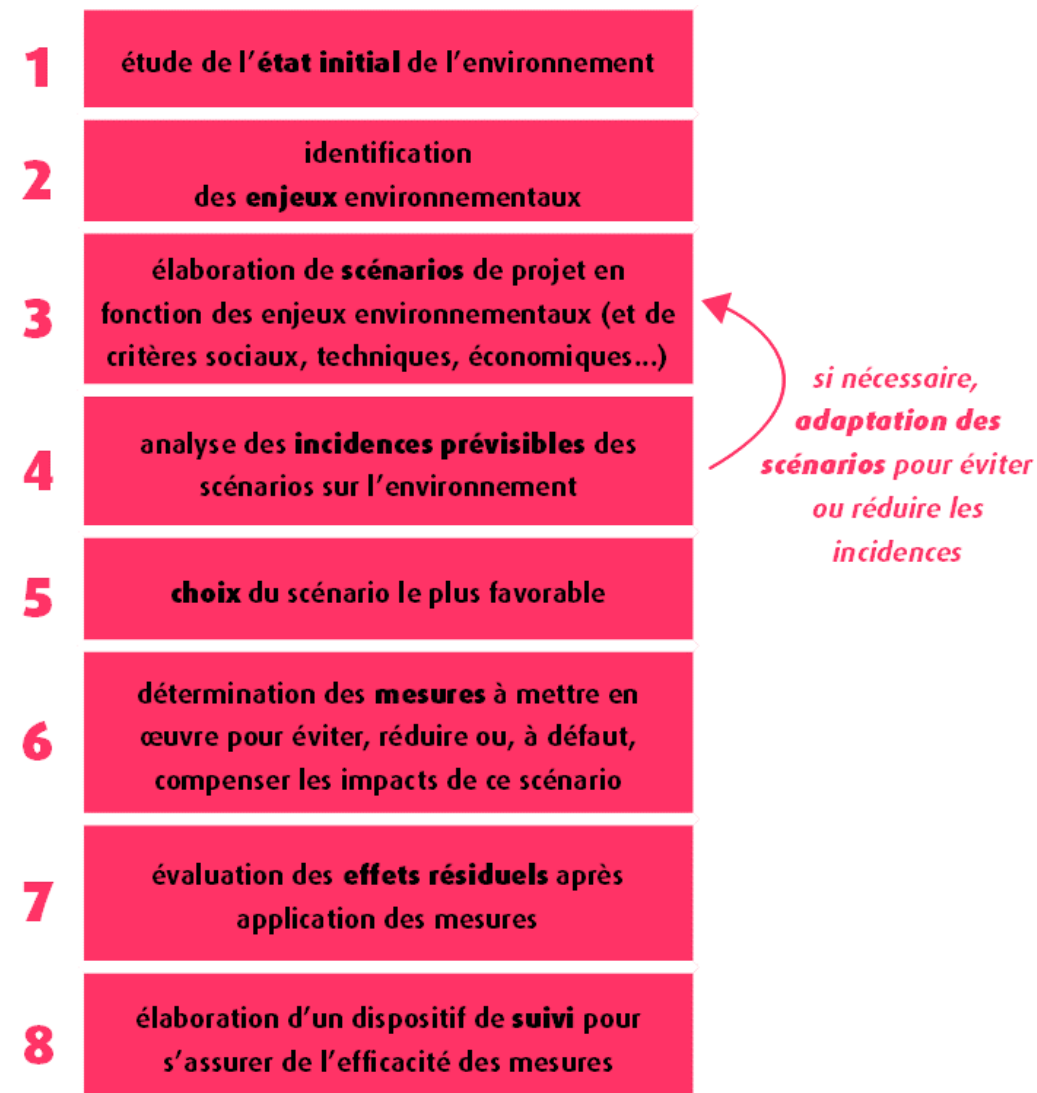 1
étude de l'état initial de l'environnement
2
identification
des enjeux environnementaux
3
élaboration de scénarios de projet en
fonction des enjeux environnementaux (et de
critères sociaux, techniques, économiques...)
4
analyse des incidences prévisibles des
scénarios sur l'environnement
si nécessaire,
adaptation des
scénarios pour éviter
ou réduire les
incidences
5
choix du scénario le plus favorable
6
détermination des mesures à mettre en
œuvre pour éviter, réduire ou, à défaut,
compenser les impacts de ce scénario
7
évaluation des effets résiduels après
application des mesures
8
élaboration d'un dispositif de suivi pour
s'assurer de l'efficacité des mesures